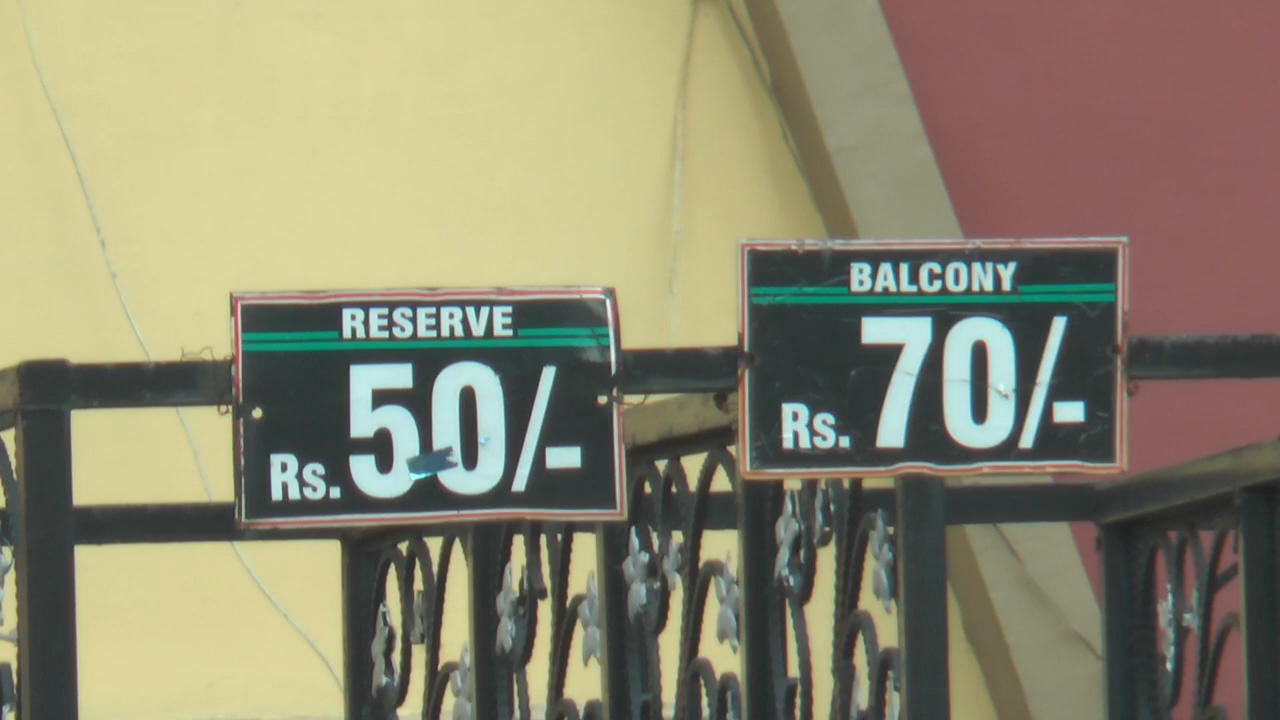 RESERVE
Rs. 50/-
BALCONY
Rs. 70/-